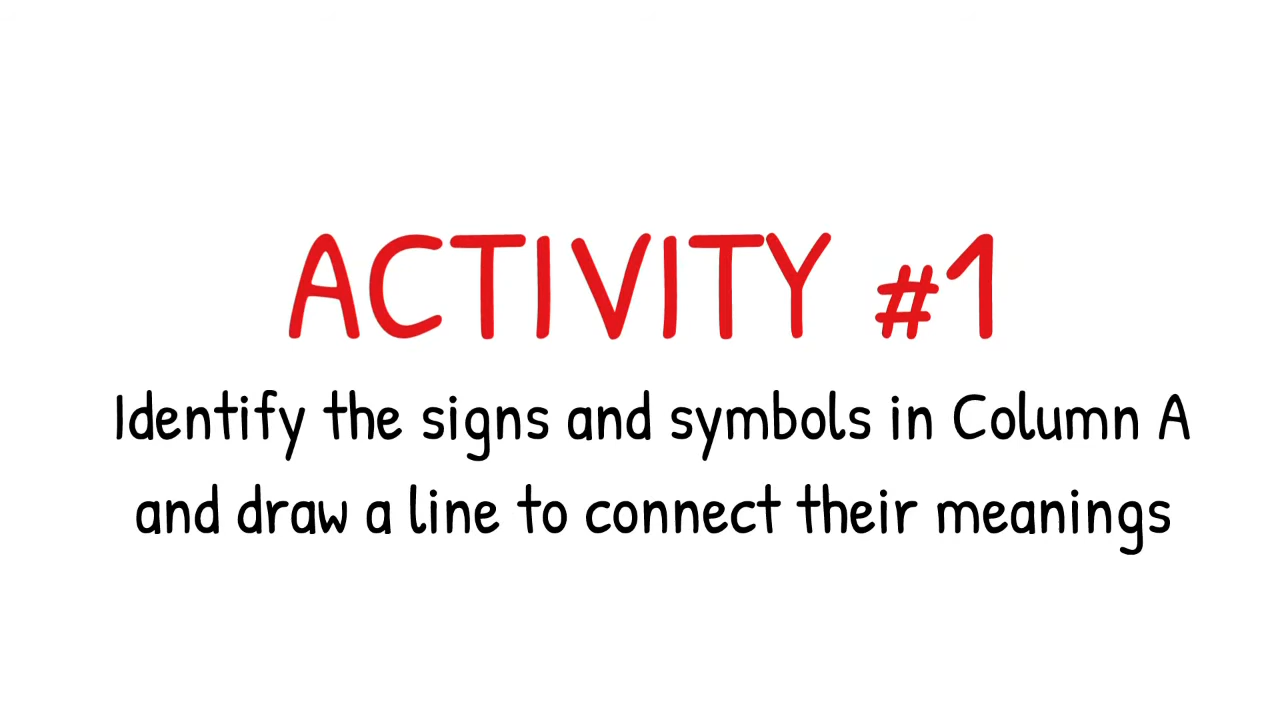 ACTIVITY #1
Identify the signs and symbols in Column A
and draw a line to connect their meanings